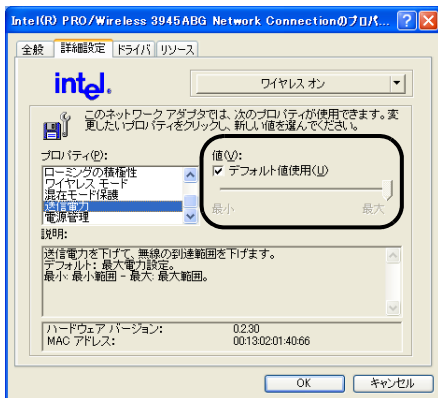 Intel(R) PRO/Wireless 3945ABG Network Connectionのプロパ... ? X
全般 詳細設定 ドライバ リソース
intel. ワイヤレス オン
このネットワーク アダプタでは、次のプロパティが使用できます。変
更したいプロパティをクリックし、新しい値を選んでください。
プロパティ(P):
ローミングの積極性
ワイヤレス モード
混在モード保護
送信電力
電源管理
値(V):
デフォルト値使用(U)
最小 最大
説明:
送信電力を下げて、無線の到達範囲を下げます。
デフォルト: 最大電力設定。
最小: 最小範囲 - 最大: 最大範囲。
ハードウェア バージョン: 0.2.30
MAC アドレス: 00:13:02:01:40:66
OK キャンセル